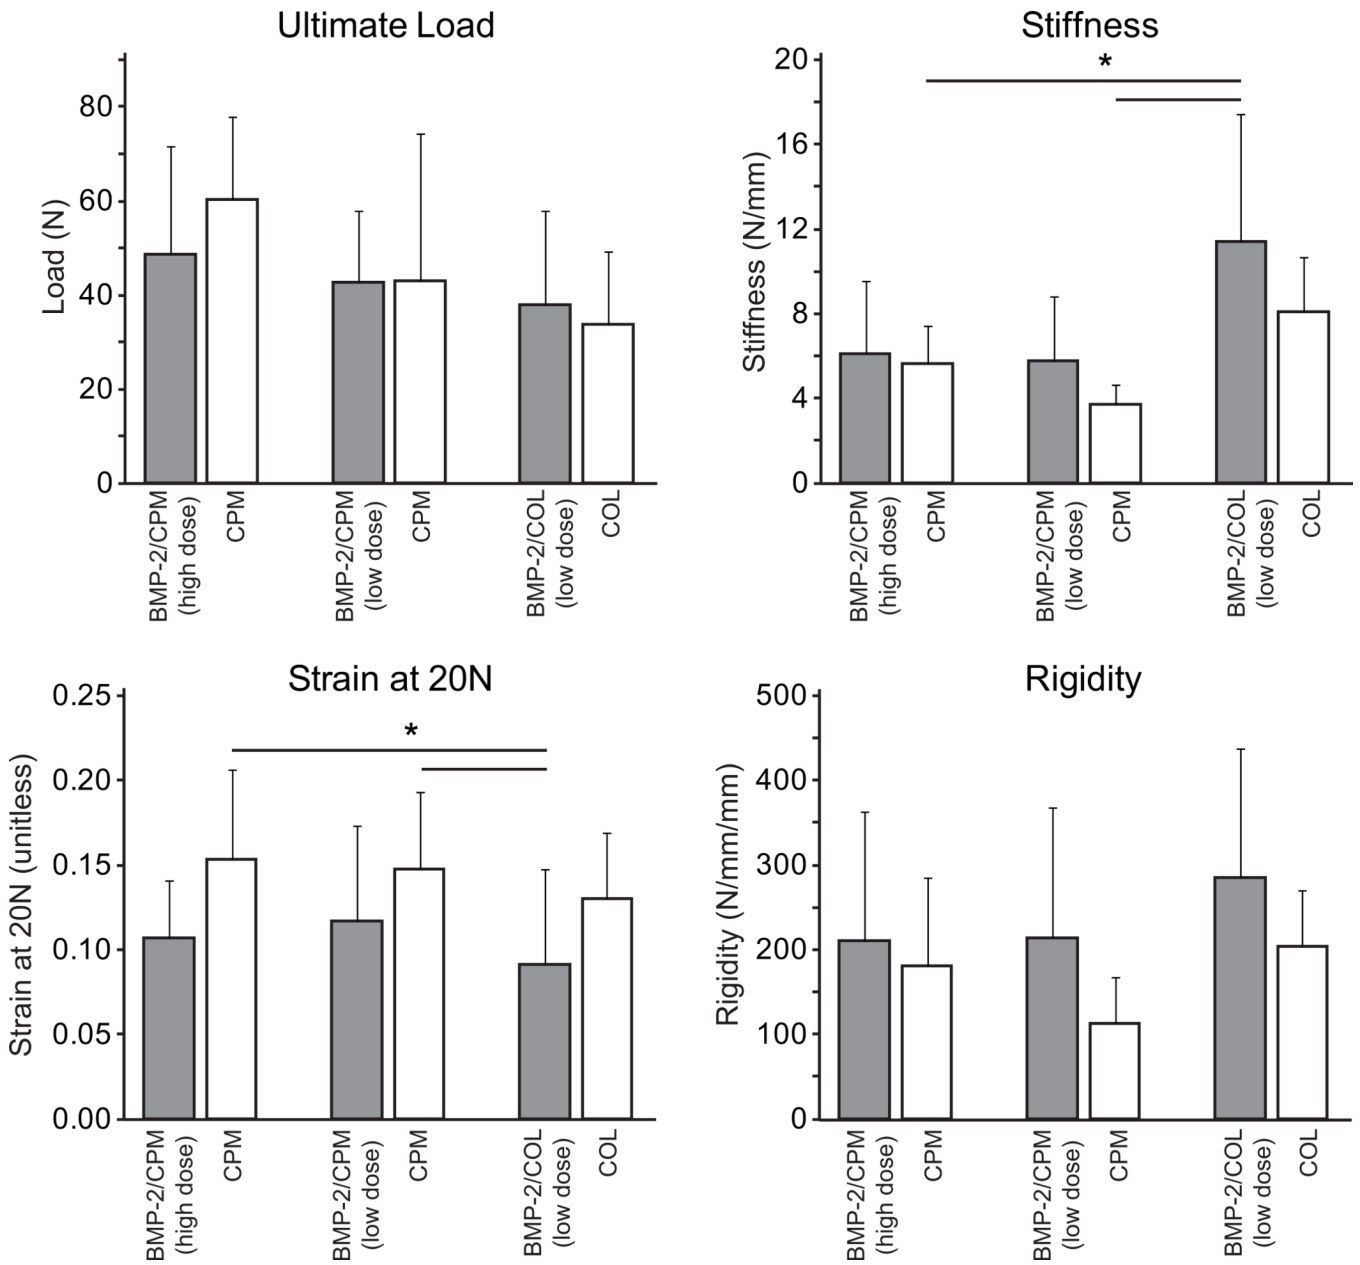 Ultimate Load
Load (N)
80
60
40
20
0
BMP-2/CPM
(high dose)
CPM
BMP-2/CPM
(low dose)
CPM
BMP-2/COL
(low dose)
COL
Stiffness
*
Stiffness (N/mm)
20
16
12
8
4
0
BMP-2/CPM
(high dose)
CPM
BMP-2/CPM
(low dose)
CPM
BMP-2/COL
(low dose)
COL
Strain at 20N
*
Strain at 20N (unitless)
0.25
0.20
0.15
0.10
0.05
0.00
BMP-2/CPM
(high dose)
CPM
BMP-2/CPM
(low dose)
CPM
BMP-2/COL
(low dose)
COL
Rigidity
Rigidity (N/mm/mm)
500
400
300
200
100
0
BMP-2/CPM
(high dose)
CPM
BMP-2/CPM
(low dose)
CPM
BMP-2/COL
(low dose)
COL